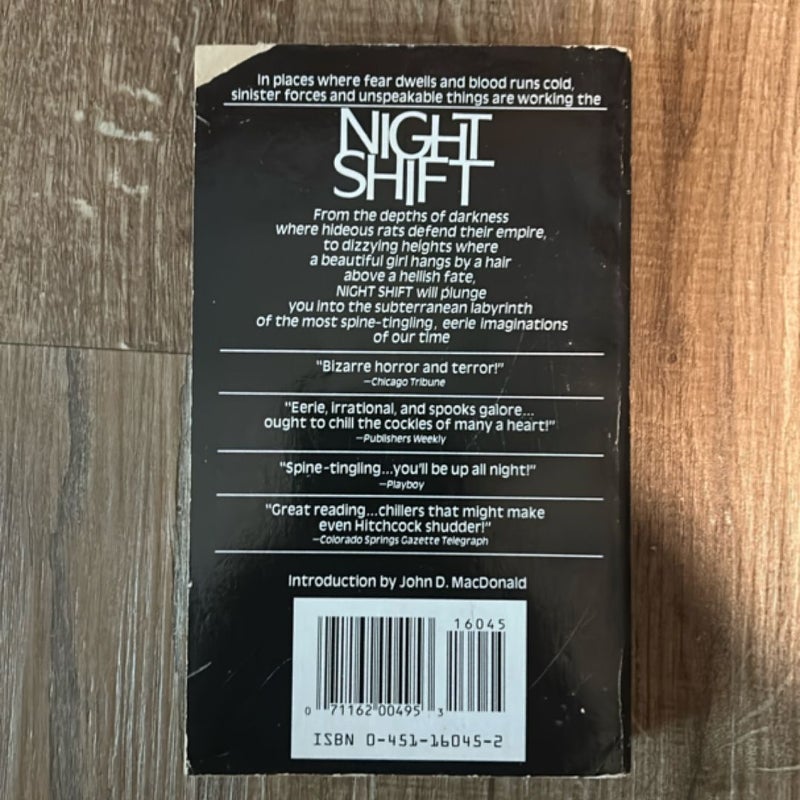 In places where fear dwells and blood runs cold,
sinister forces and unspeakable things are working the
NIGHT
SHIFT
From the depths of darkness
where hideous rats defend their empire,
to dizzying heights where
a beautiful girl hangs by a hair
above a hellish fate,
NIGHT SHIFT will plunge
you into the subterranean labyrinth
of the most spine-tingling, eerie imaginations
of our time
"Bizarre horror and terror!"
—Chicago Tribune
"Eerie, irrational, and spooks galore...
ought to chill the cockles of many a heart!"
—Publishers Weekly
"Spine-tingling...you'll be up all night!"
—Playboy
"Great reading...chillers that might make
even Hitchcock shudder!"
—Colorado Springs Gazette Telegraph
Introduction by John D. MacDonald
16045
0 71162 00495 3
ISBN 0-451-16045-2